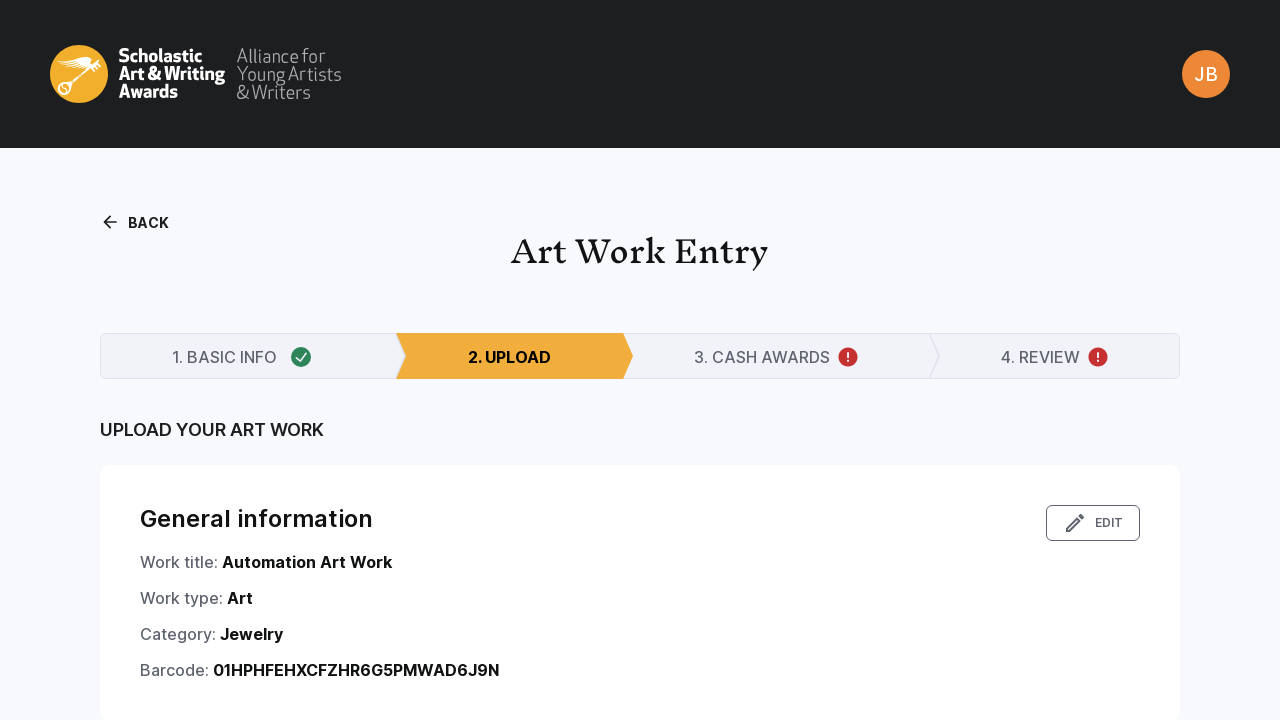 Scholastic
Art & Writing
Awards
Alliance for
Young Artists
& Writers
JB
BACK
Art Work Entry
1. BASIC INFO
2. UPLOAD
3. CASH AWARDS
4. REVIEW
UPLOAD YOUR ART WORK
General information
EDIT
Work title: Automation Art Work
Work type: Art
Category: Jewelry
Barcode: 01HPHFEHXCFZHR6G5PMWAD6J9N